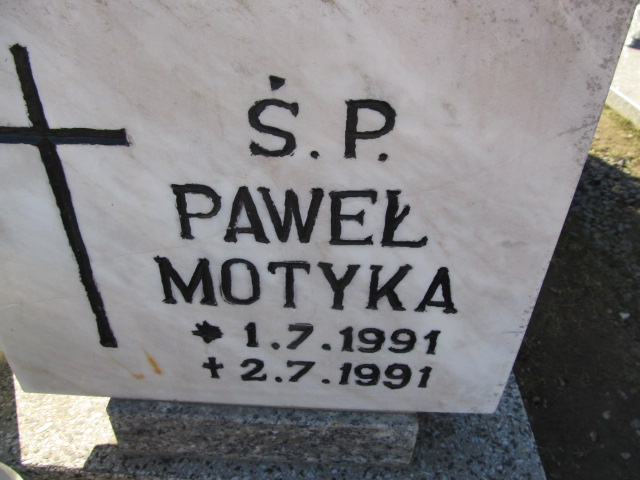 Ś.P.
PAWEŁ
MOTYKA
* 1.7.1991
✝ 2.7.1991